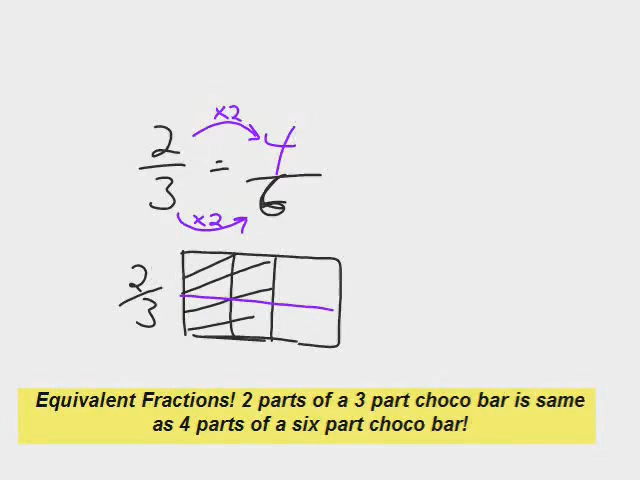 ×2
2/3 = 4/6
×2
2/3
Equivalent Fractions! 2 parts of a 3 part choco bar is same
as 4 parts of a six part choco bar!